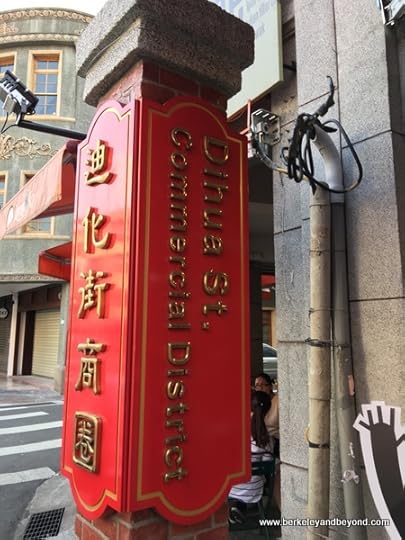 迪化街商圈
Dihua St.
Commercial District
www.berkeleyandbeyond.com